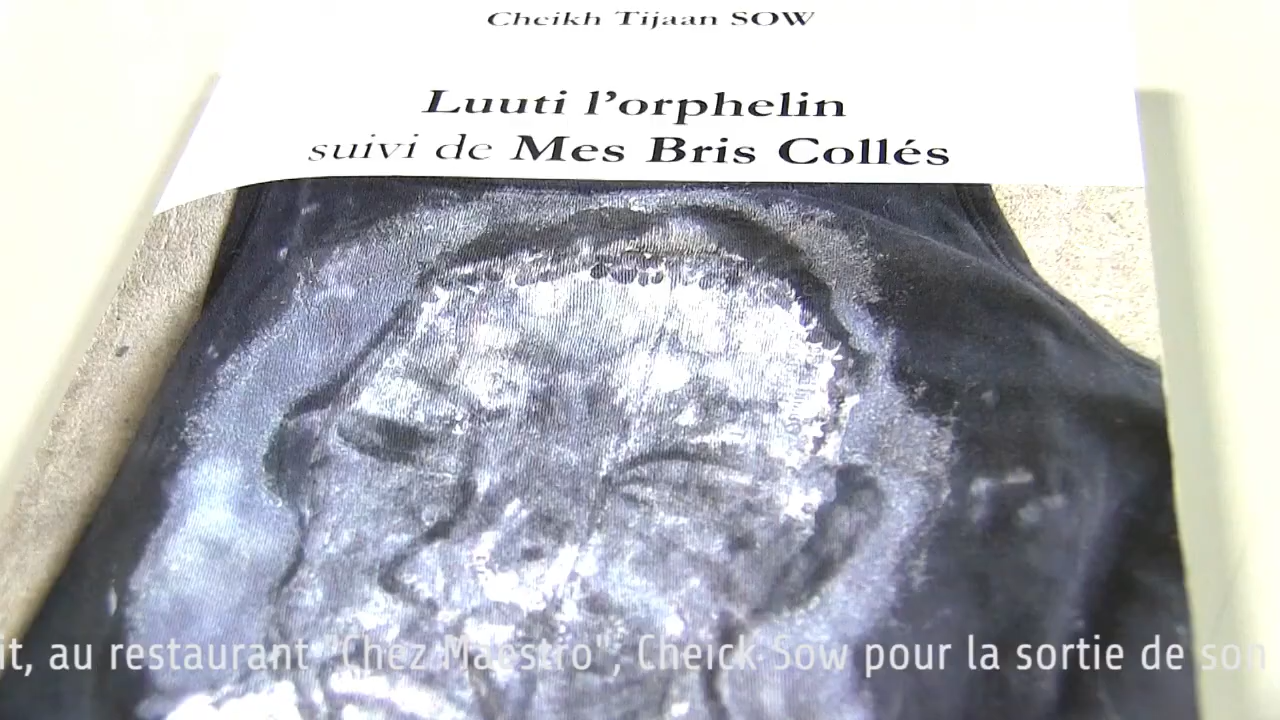 Cheikh Tijaan SOW
Luuti l'orphelin
suivi de Mes Bris Collés
it, au restaurant "Chez Maestro", Cheick Sow pour la sortie de son